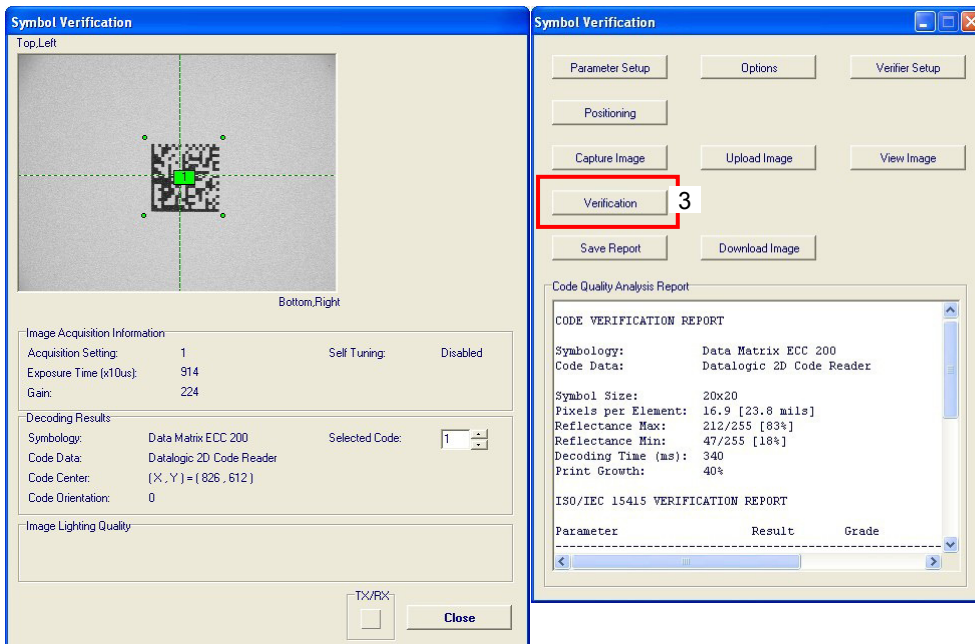 Symbol Verification
Top,Left
1
Bottom,Right
Image Acquisition Information
Acquisition Setting: 1 Self Tuning: Disabled
Exposure Time (x10us): 914
Gain: 224
Decoding Results
Symbology: Data Matrix ECC 200 Selected Code: 1
Code Data: Datalogic 2D Code Reader
Code Center: ( X , Y ) = ( 826 , 612 )
Code Orientation: 0
Image Lighting Quality
TX/RX
Close
Symbol Verification
Parameter Setup Options Verifier Setup
Positioning
Capture Image Upload Image View Image
Verification 3
Save Report Download Image
Code Quality Analysis Report
CODE VERIFICATION REPORT
Symbology: Data Matrix ECC 200
Code Data: Datalogic 2D Code Reader
Symbol Size: 20x20
Pixels per Element: 16.9 [23.8 mils]
Reflectance Max: 212/255 [83%]
Reflectance Min: 47/255 [18%]
Decoding Time (ms): 340
Print Growth: 40%
ISO/IEC 15415 VERIFICATION REPORT
Parameter Result Grade